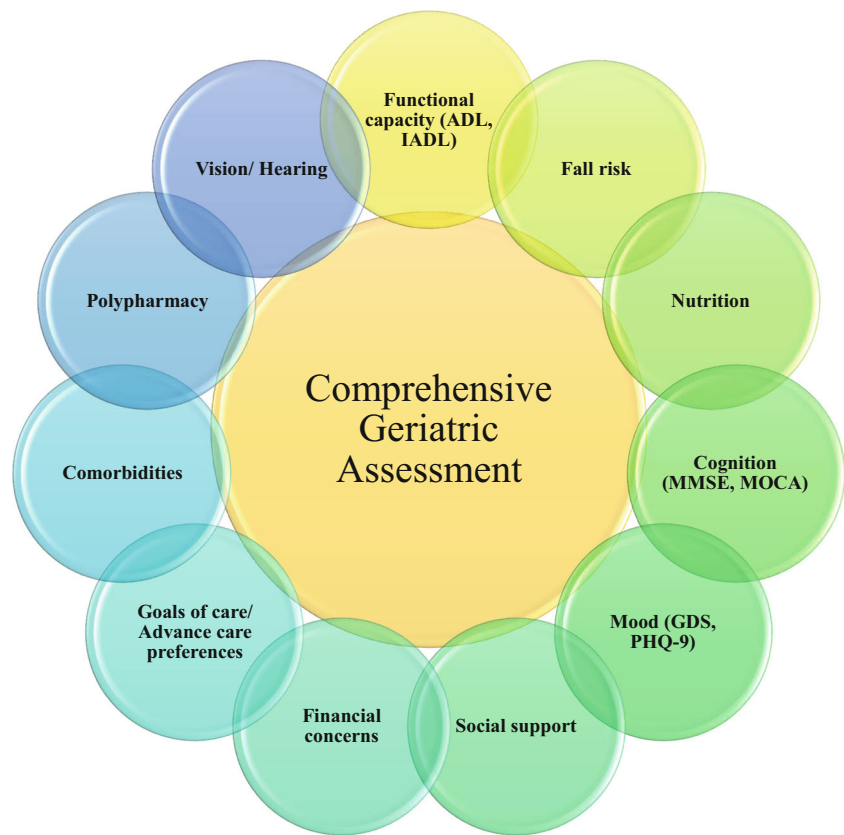 Functional
capacity (ADL,
IADL)
Fall risk
Nutrition
Cognition
(MMSE, MOCA)
Mood (GDS,
PHQ-9)
Social support
Financial
concerns
Goals of care/
Advance care
preferences
Comorbidities
Polypharmacy
Vision/ Hearing
Comprehensive
Geriatric
Assessment